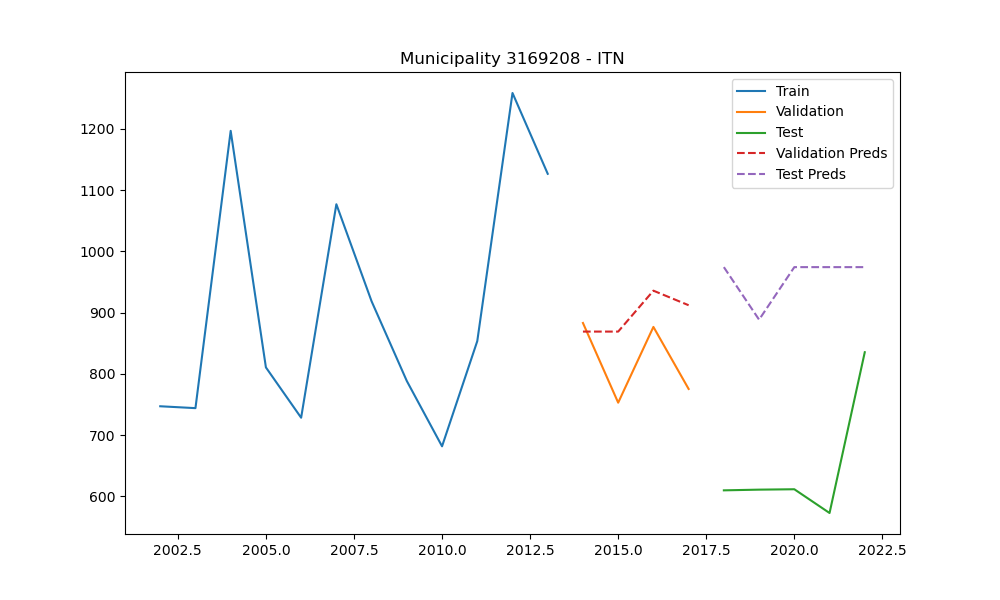 Municipality 3169208 - ITN
Train
Validation
Test
Validation Preds
Test Preds
1200
1100
1000
900
800
700
600
2002.5 2005.0 2007.5 2010.0 2012.5 2015.0 2017.5 2020.0 2022.5